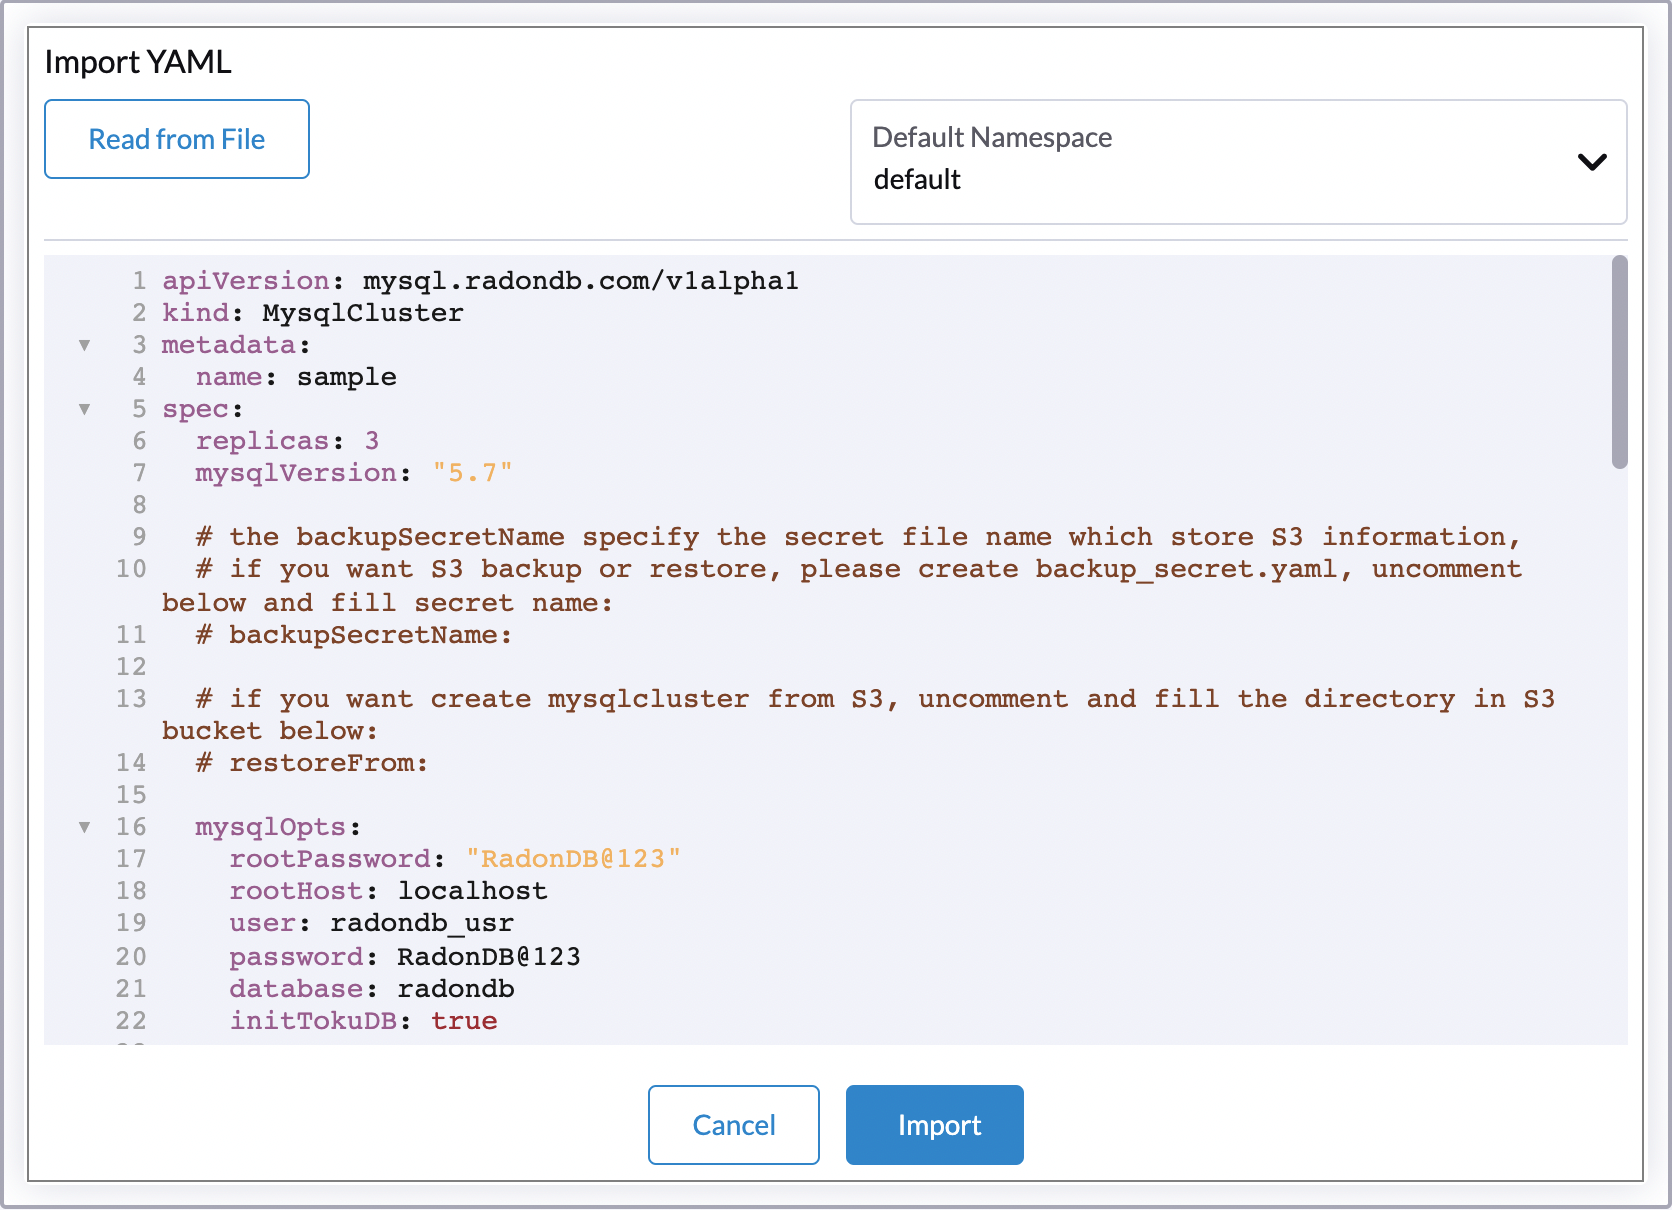 Import YAML
Read from File
Default Namespace
default
1 apiVersion: mysql.radondb.com/v1alpha1
2 kind: MysqlCluster
3 metadata:
4   name: sample
5 spec:
6   replicas: 3
7   mysqlVersion: "5.7"
8
9   # the backupSecretName specify the secret file name which store S3 information,
10   # if you want S3 backup or restore, please create backup_secret.yaml, uncomment
below and fill secret name:
11   # backupSecretName:
12
13   # if you want create mysqlcluster from S3, uncomment and fill the directory in S3
bucket below:
14   # restoreFrom:
15
16   mysqlOpts:
17     rootPassword: "RadonDB@123"
18     rootHost: localhost
19     user: radondb_usr
20     password: RadonDB@123
21     database: radondb
22     initTokuDB: true
Cancel
Import